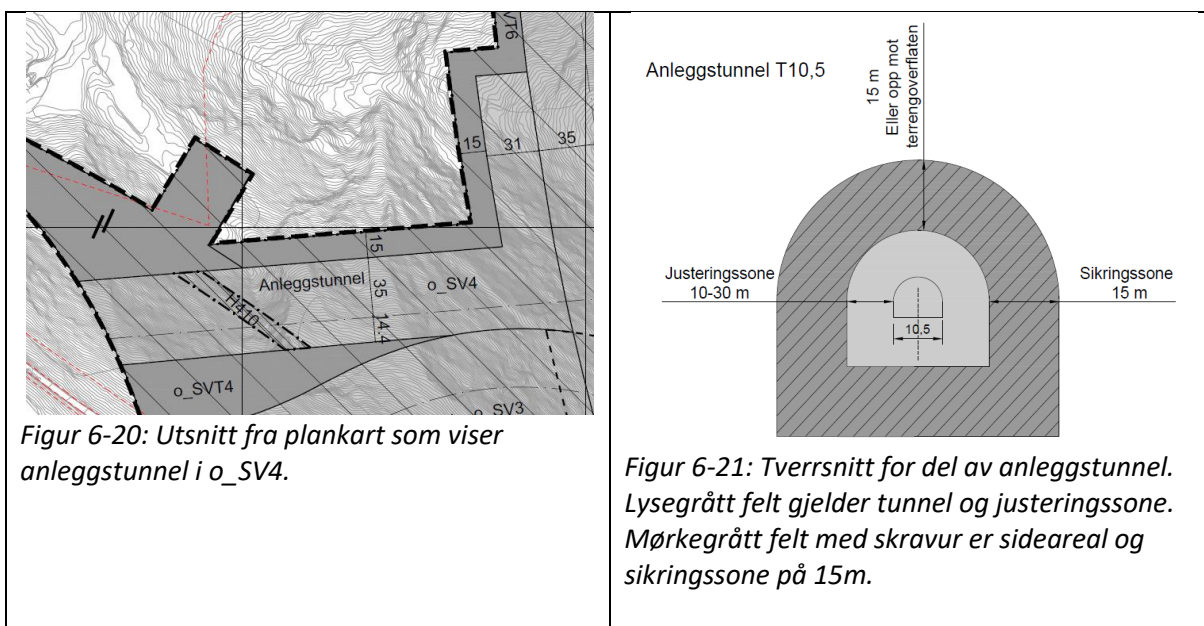 SVT6
15
31
35
15
Anleggstunnel
35
o_SV4
H410
14.4
o_SVT4
o_SV3
Figur 6-20: Utsnitt fra plankart som viser
anleggstunnel i o_SV4.
Anleggstunnel T10,5
15 m
Eller opp mot
terrengoverflaten
Justeringssone
10-30 m
Sikringssone
15 m
10,5
Figur 6-21: Tverrsnitt for del av anleggstunnel.
Lysegrått felt gjelder tunnel og justeringssone.
Mørkegrått felt med skravur er sideareal og
sikringssone på 15m.